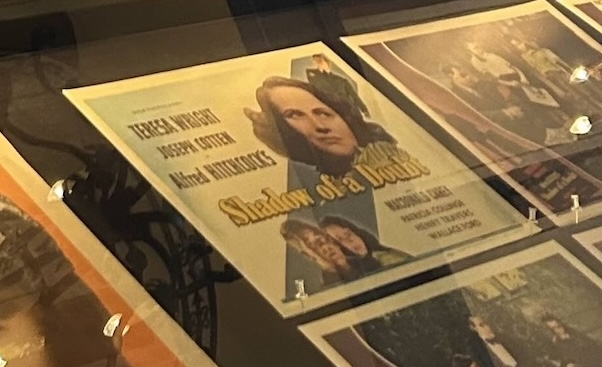 TERESA WRIGHT
JOSEPH COTTEN
Alfred HITCHCOCK'S
Shadow of a Doubt
MACDONALD CAREY
PATRICIA COLLINGE
HENRY TRAVERS
WALLACE FORD